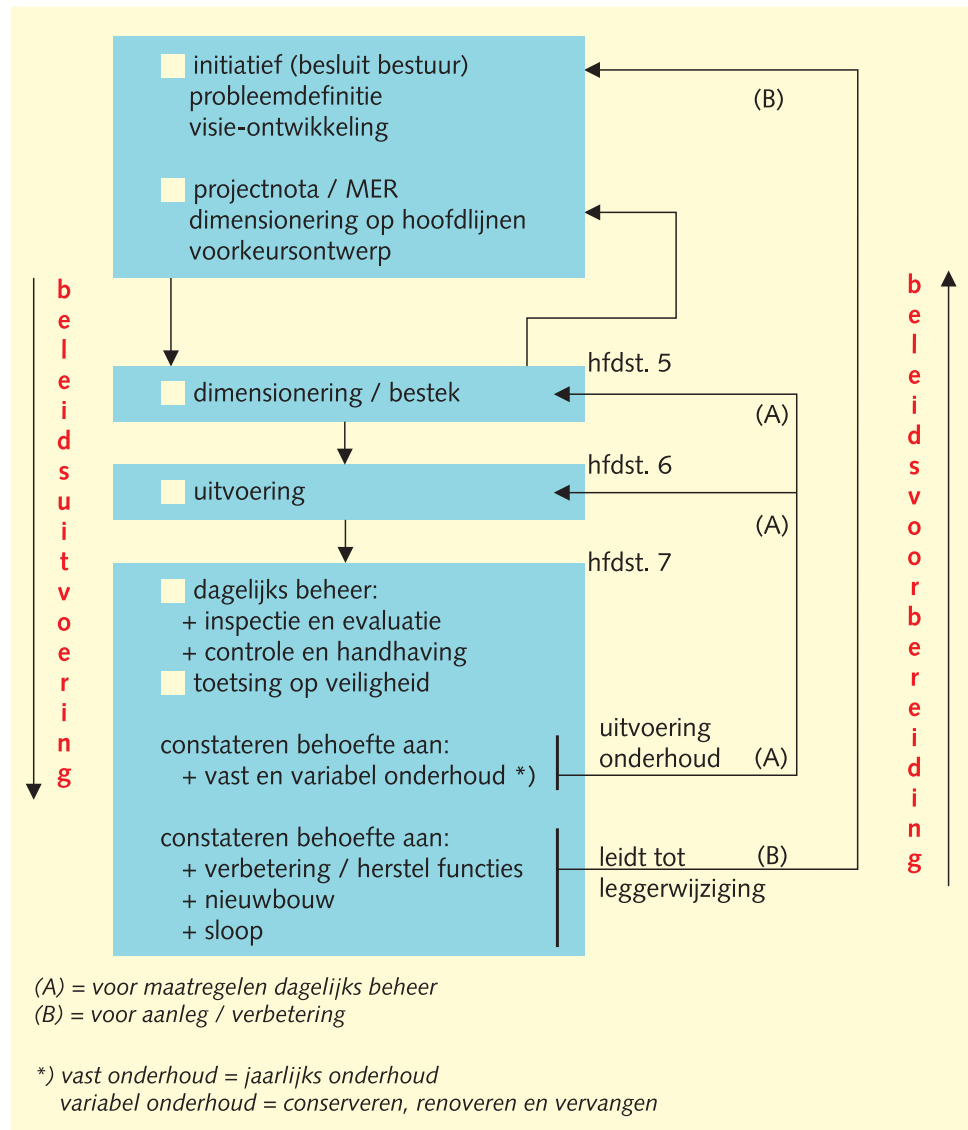 initiatief (besluit bestuur)
probleemdefinitie
visie-ontwikkeling
(B)
projectnota / MER
dimensionering op hoofdlijnen
voorkeursontwerp
beleidsuitvoering
beleidsvoorbereiding
hfdst. 5
dimensionering / bestek
(A)
hfdst. 6
uitvoering
(A)
hfdst. 7
dagelijks beheer:
+ inspectie en evaluatie
+ controle en handhaving
toetsing op veiligheid
constateren behoefte aan:
+ vast en variabel onderhoud *)
uitvoering
onderhoud (A)
constateren behoefte aan:
+ verbetering / herstel functies
+ nieuwbouw
+ sloop
leidt tot (B)
leggerwijziging
(A) = voor maatregelen dagelijks beheer
(B) = voor aanleg / verbetering
*) vast onderhoud = jaarlijks onderhoud
variabel onderhoud = conserveren, renoveren en vervangen